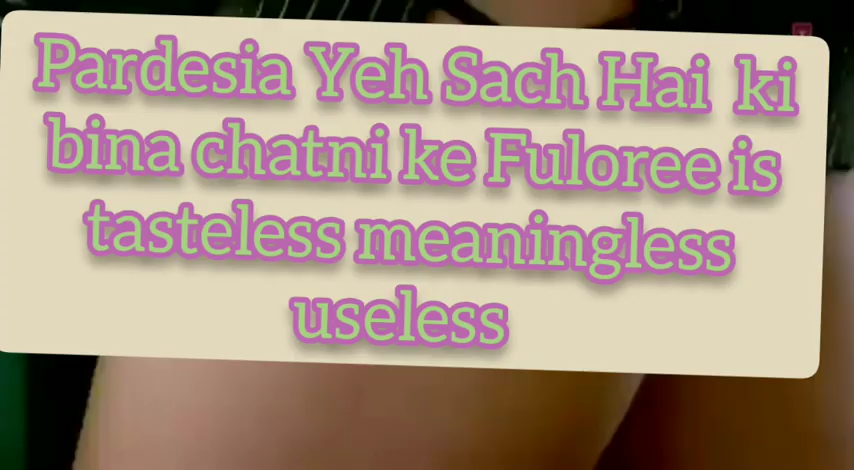 Pardesia Yeh Sach Hai ki
bina chatni ke Fuloree is
tasteless meaningless
useless